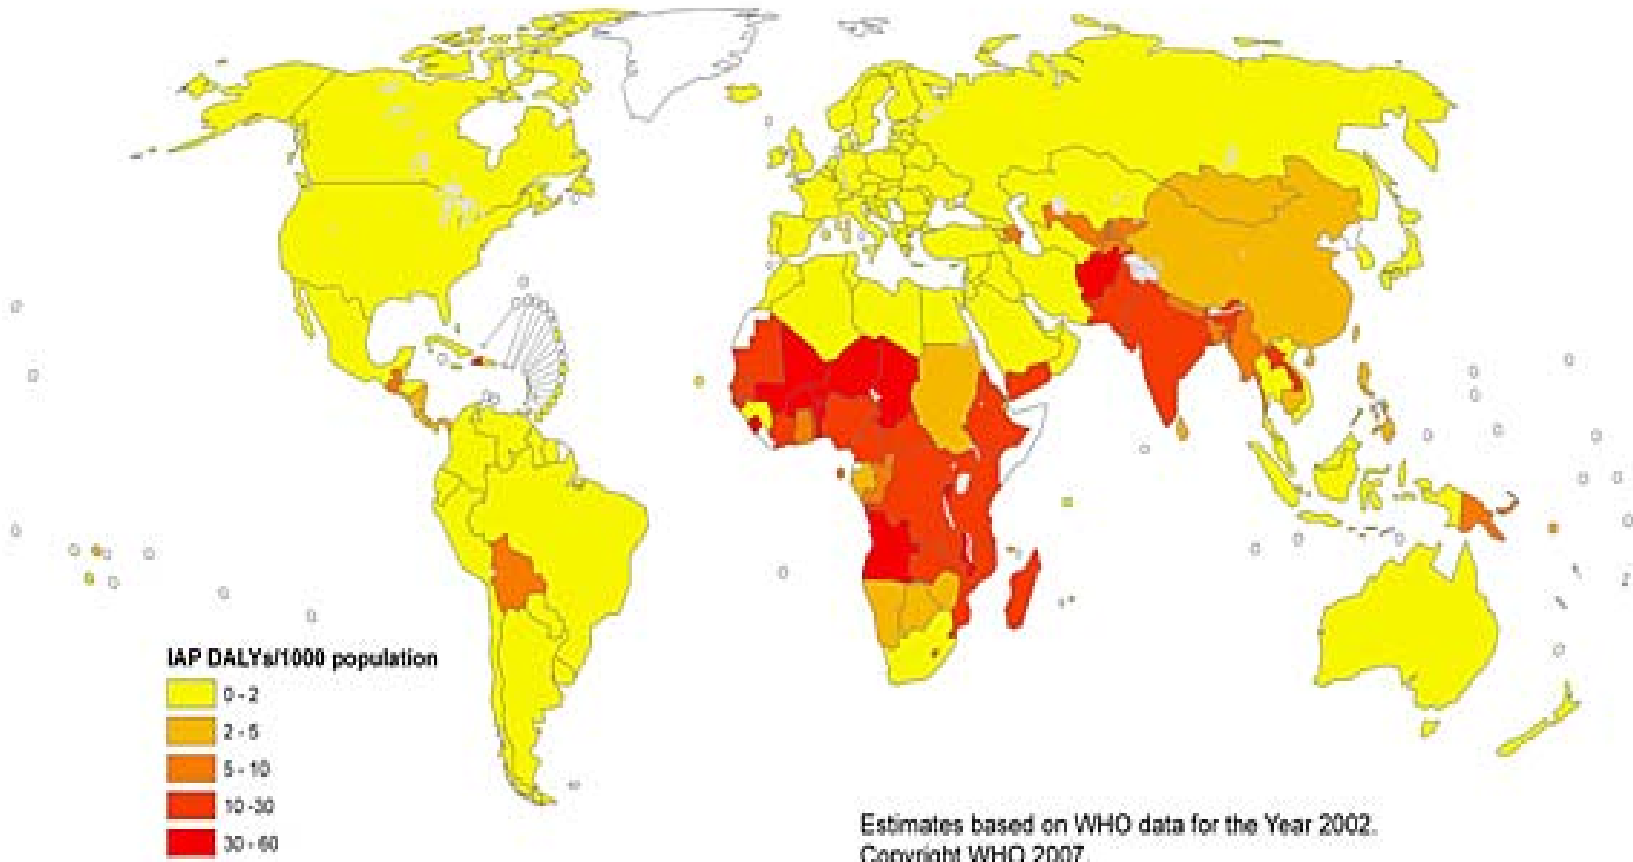 IAP DALYs/1000 population
0 - 2
2 - 5
5 - 10
10 -30
30 - 60
Estimates based on WHO data for the Year 2002.
Copyright WHO 2007.